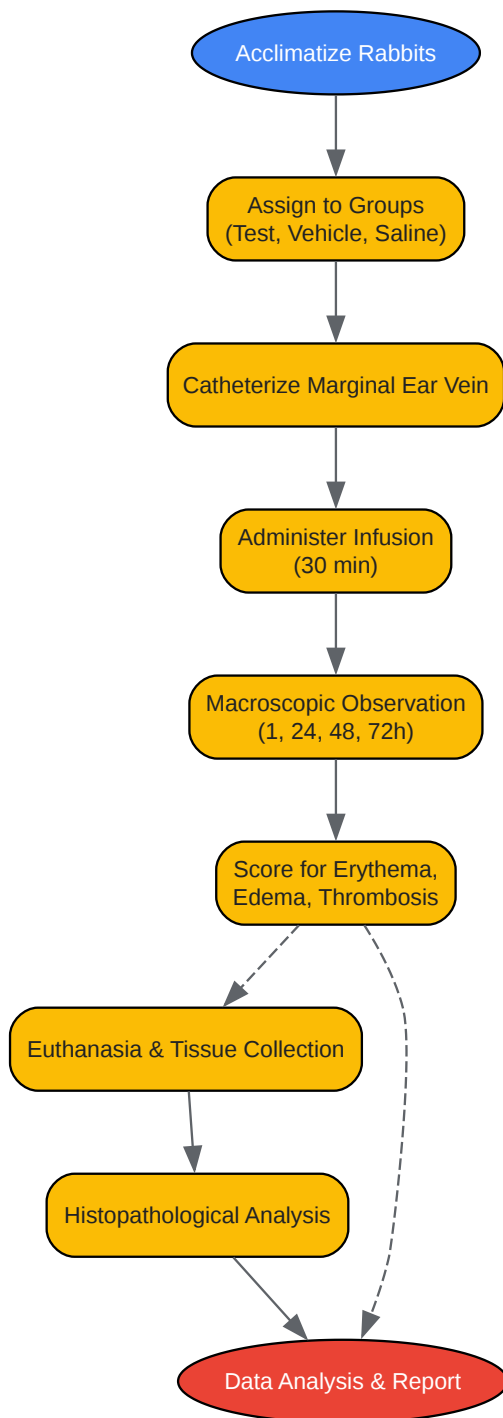 Acclimatize Rabbits
Assign to Groups
(Test, Vehicle, Saline)
Catheterize Marginal Ear Vein
Administer Infusion
(30 min)
Macroscopic Observation
(1, 24, 48, 72h)
Score for Erythema,
Edema, Thrombosis
Euthanasia & Tissue Collection
Histopathological Analysis
Data Analysis & Report